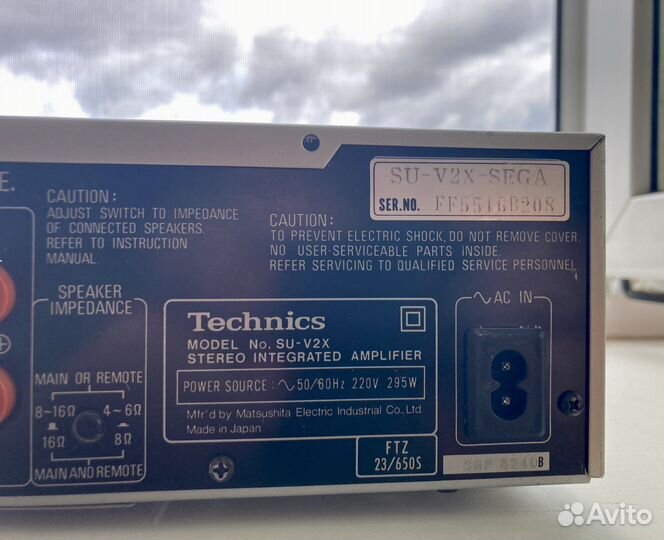 E.
CAUTION:
ADJUST SWITCH TO IMPEDANCE
OF CONNECTED SPEAKERS.
REFER TO INSTRUCTION
MANUAL.
SU-V2X-SEGA
SER.NO. FF5516B208
CAUTION:
TO PREVENT ELECTRIC SHOCK, DO NOT REMOVE COVER.
NO USER-SERVICEABLE PARTS INSIDE.
REFER SERVICING TO QUALIFIED SERVICE PERSONNEL.
SPEAKER
IMPEDANCE
MAIN OR REMOTE
8~16Ω 4~6Ω
16Ω 8Ω
MAIN AND REMOTE
Technics
MODEL No. SU-V2X
STEREO INTEGRATED AMPLIFIER
POWER SOURCE : ∿ 50/60Hz 220V 295W
Mfr'd by Matsushita Electric Industrial Co., Ltd.
Made in Japan
FTZ
23/650S
∿ AC IN
8240B
Avito